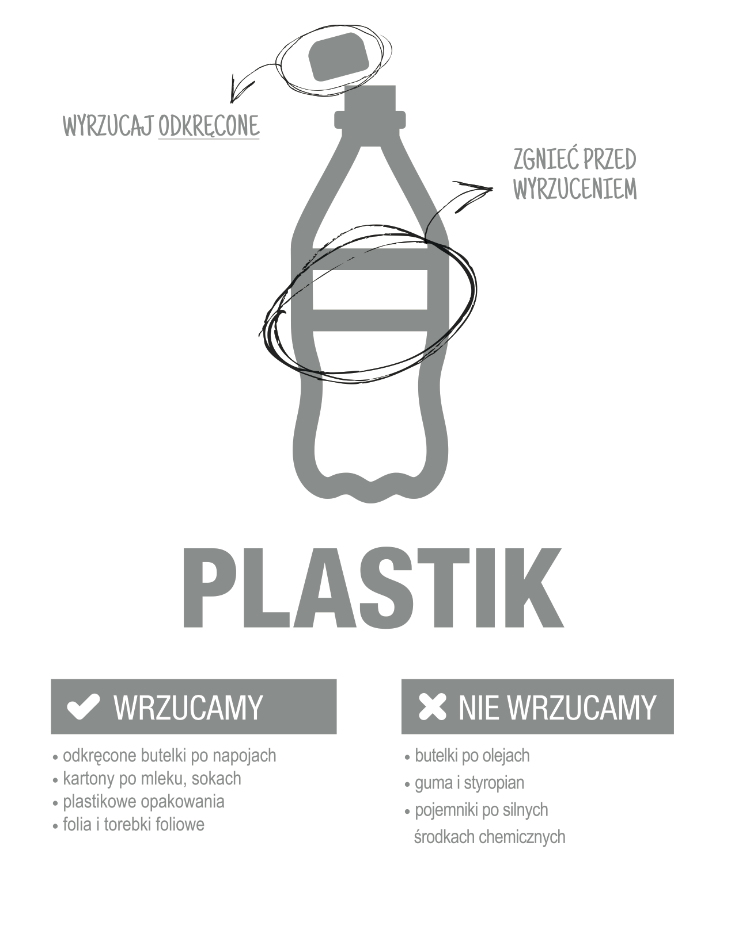 WYRZUCAJ ODKRĘCONE
ZGNIEĆ PRZED
WYRZUCENIEM
PLASTIK
WRZUCAMY
• odkręcone butelki po napojach
• kartony po mleku, sokach
• plastikowe opakowania
• folia i torebki foliowe
NIE WRZUCAMY
• butelki po olejach
• guma i styropian
• pojemniki po silnych
środkach chemicznych